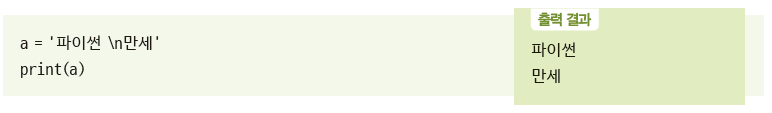 a = '파이썬 \n만세'
print(a)
출력 결과
파이썬
만세